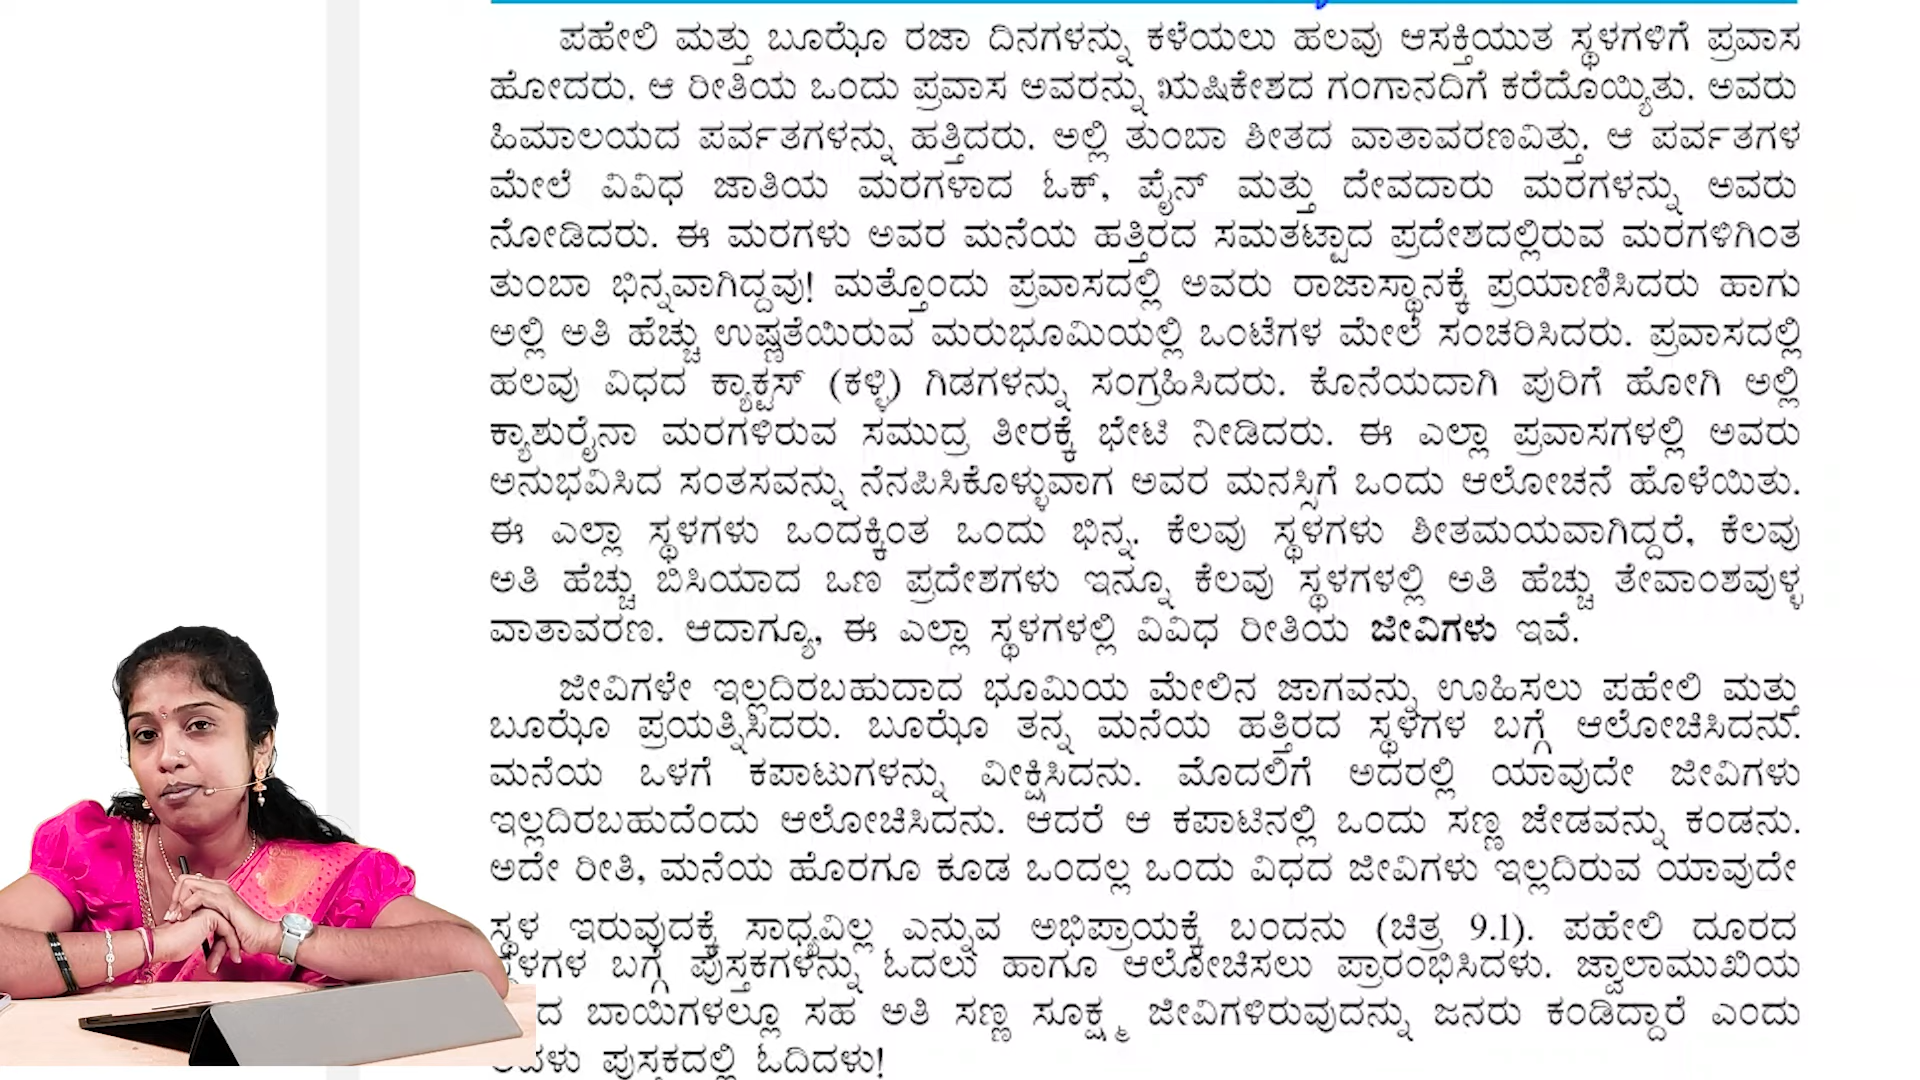 ಪಹೇಲಿ ಮತ್ತು ಬೂಝೊ ರಜಾ ದಿನಗಳನ್ನು ಕಳೆಯಲು ಹಲವು ಆಸಕ್ತಿಯುತ ಸ್ಥಳಗಳಿಗೆ ಪ್ರವಾಸ
ಹೋದರು. ಆ ರೀತಿಯ ಒಂದು ಪ್ರವಾಸ ಅವರನ್ನು ಋಷಿಕೇಶದ ಗಂಗಾನದಿಗೆ ಕರೆದೊಯ್ಯಿತು. ಅವರು
ಹಿಮಾಲಯದ ಪರ್ವತಗಳನ್ನು ಹತ್ತಿದರು. ಅಲ್ಲಿ ತುಂಬಾ ಶೀತದ ವಾತಾವರಣವಿತ್ತು. ಆ ಪರ್ವತಗಳ
ಮೇಲೆ ವಿವಿಧ ಜಾತಿಯ ಮರಗಳಾದ ಓಕ್, ಪೈನ್ ಮತ್ತು ದೇವದಾರು ಮರಗಳನ್ನು ಅವರು
ನೋಡಿದರು. ಈ ಮರಗಳು ಅವರ ಮನೆಯ ಹತ್ತಿರದ ಸಮತಟ್ಟಾದ ಪ್ರದೇಶದಲ್ಲಿರುವ ಮರಗಳಿಗಿಂತ
ತುಂಬಾ ಭಿನ್ನವಾಗಿದ್ದವು! ಮತ್ತೊಂದು ಪ್ರವಾಸದಲ್ಲಿ ಅವರು ರಾಜಾಸ್ಥಾನಕ್ಕೆ ಪ್ರಯಾಣಿಸಿದರು ಹಾಗು
ಅಲ್ಲಿ ಅತಿ ಹೆಚ್ಚು ಉಷ್ಣತೆಯಿರುವ ಮರುಭೂಮಿಯಲ್ಲಿ ಒಂಟೆಗಳ ಮೇಲೆ ಸಂಚರಿಸಿದರು. ಪ್ರವಾಸದಲ್ಲಿ
ಹಲವು ವಿಧದ ಕ್ಯಾಕ್ಟಸ್ (ಕಳ್ಳಿ) ಗಿಡಗಳನ್ನು ಸಂಗ್ರಹಿಸಿದರು. ಕೊನೆಯದಾಗಿ ಪುರಿಗೆ ಹೋಗಿ ಅಲ್ಲಿ
ಕ್ಯಾಶುರೈನಾ ಮರಗಳಿರುವ ಸಮುದ್ರ ತೀರಕ್ಕೆ ಭೇಟಿ ನೀಡಿದರು. ಈ ಎಲ್ಲಾ ಪ್ರವಾಸಗಳಲ್ಲಿ ಅವರು
ಅನುಭವಿಸಿದ ಸಂತಸವನ್ನು ನೆನಪಿಸಿಕೊಳ್ಳುವಾಗ ಅವರ ಮನಸ್ಸಿಗೆ ಒಂದು ಆಲೋಚನೆ ಹೊಳೆಯಿತು.
ಈ ಎಲ್ಲಾ ಸ್ಥಳಗಳು ಒಂದಕ್ಕಿಂತ ಒಂದು ಭಿನ್ನ. ಕೆಲವು ಸ್ಥಳಗಳು ಶೀತಮಯವಾಗಿದ್ದರೆ, ಕೆಲವು
ಅತಿ ಹೆಚ್ಚು ಬಿಸಿಯಾದ ಒಣ ಪ್ರದೇಶಗಳು ಇನ್ನೂ ಕೆಲವು ಸ್ಥಳಗಳಲ್ಲಿ ಅತಿ ಹೆಚ್ಚು ತೇವಾಂಶವುಳ್ಳ
ವಾತಾವರಣ. ಆದಾಗ್ಯೂ, ಈ ಎಲ್ಲಾ ಸ್ಥಳಗಳಲ್ಲಿ ವಿವಿಧ ರೀತಿಯ ಜೀವಿಗಳು ಇವೆ.
ಜೀವಿಗಳೇ ಇಲ್ಲದಿರಬಹುದಾದ ಭೂಮಿಯ ಮೇಲಿನ ಜಾಗವನ್ನು ಊಹಿಸಲು ಪಹೇಲಿ ಮತ್ತು
ಬೂಝೊ ಪ್ರಯತ್ನಿಸಿದರು. ಬೂಝೊ ತನ್ನ ಮನೆಯ ಹತ್ತಿರದ ಸ್ಥಳಗಳ ಬಗ್ಗೆ ಆಲೋಚಿಸಿದನು.
ಮನೆಯ ಒಳಗೆ ಕಪಾಟುಗಳನ್ನು ವೀಕ್ಷಿಸಿದನು. ಮೊದಲಿಗೆ ಅದರಲ್ಲಿ ಯಾವುದೇ ಜೀವಿಗಳು
ಇಲ್ಲದಿರಬಹುದೆಂದು ಆಲೋಚಿಸಿದನು. ಆದರೆ ಆ ಕಪಾಟಿನಲ್ಲಿ ಒಂದು ಸಣ್ಣ ಜೇಡವನ್ನು ಕಂಡನು.
ಅದೇ ರೀತಿ, ಮನೆಯ ಹೊರಗೂ ಕೂಡ ಒಂದಲ್ಲ ಒಂದು ವಿಧದ ಜೀವಿಗಳು ಇಲ್ಲದಿರುವ ಯಾವುದೇ
ಸ್ಥಳ ಇರುವುದಕ್ಕೆ ಸಾಧ್ಯವಿಲ್ಲ ಎನ್ನುವ ಅಭಿಪ್ರಾಯಕ್ಕೆ ಬಂದನು (ಚಿತ್ರ 9.1). ಪಹೇಲಿ ದೂರದ
ಬಗ್ಗೆ ಪುಸ್ತಕಗಳನ್ನು ಓದಲು ಹಾಗೂ ಆಲೋಚಿಸಲು ಪ್ರಾರಂಭಿಸಿದಳು. ಜ್ವಾಲಾಮುಖಿಯ
ಬಾಯಿಗಳಲ್ಲೂ ಸಹ ಅತಿ ಸಣ್ಣ ಸೂಕ್ಷ್ಮ ಜೀವಿಗಳಿರುವುದನ್ನು ಜನರು ಕಂಡಿದ್ದಾರೆ ಎಂದು
ಪುಸ್ತಕದಲ್ಲಿ ಓದಿದಳು!